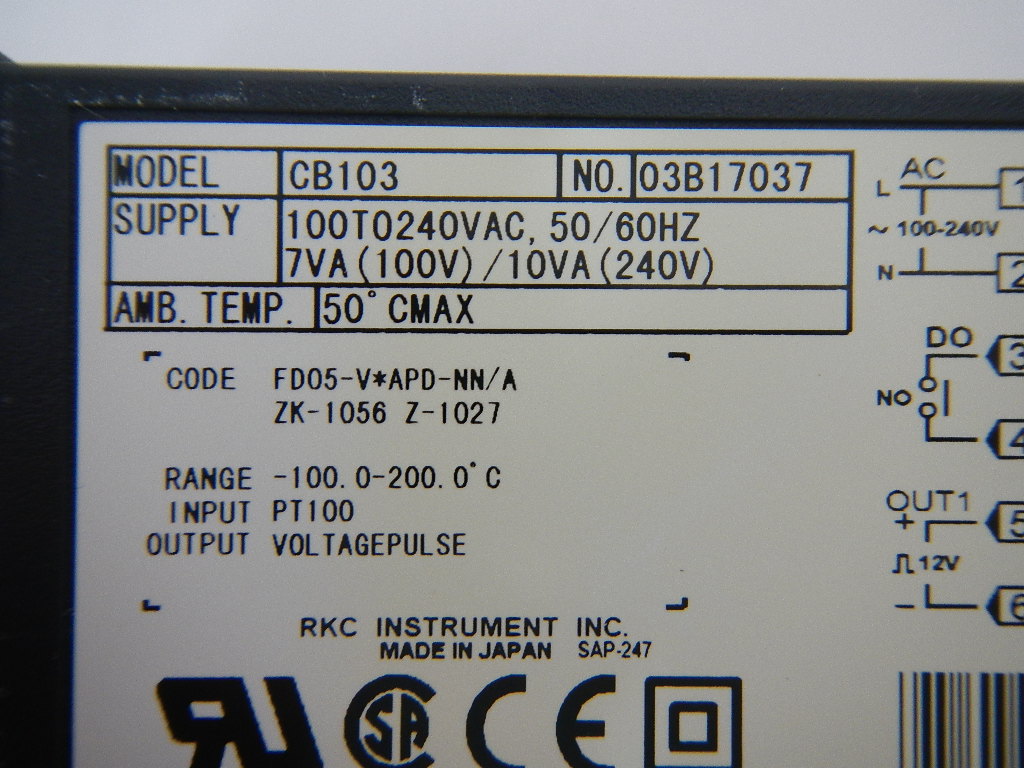 MODEL CB103 NO. 03B17037
SUPPLY 100TO240VAC, 50/60HZ
7VA(100V)/10VA(240V)
AMB. TEMP. 50°CMAX
CODE FD05-V*APD-NN/A
ZK-1056 Z-1027
RANGE -100.0-200.0°C
INPUT PT100
OUTPUT VOLTAGEPULSE
RKC INSTRUMENT INC.
MADE IN JAPAN SAP-247
CE
AC
L 1
~ 100-240V
N 2
DO
3
NO
4
OUT1
+ 5
12V
- 6